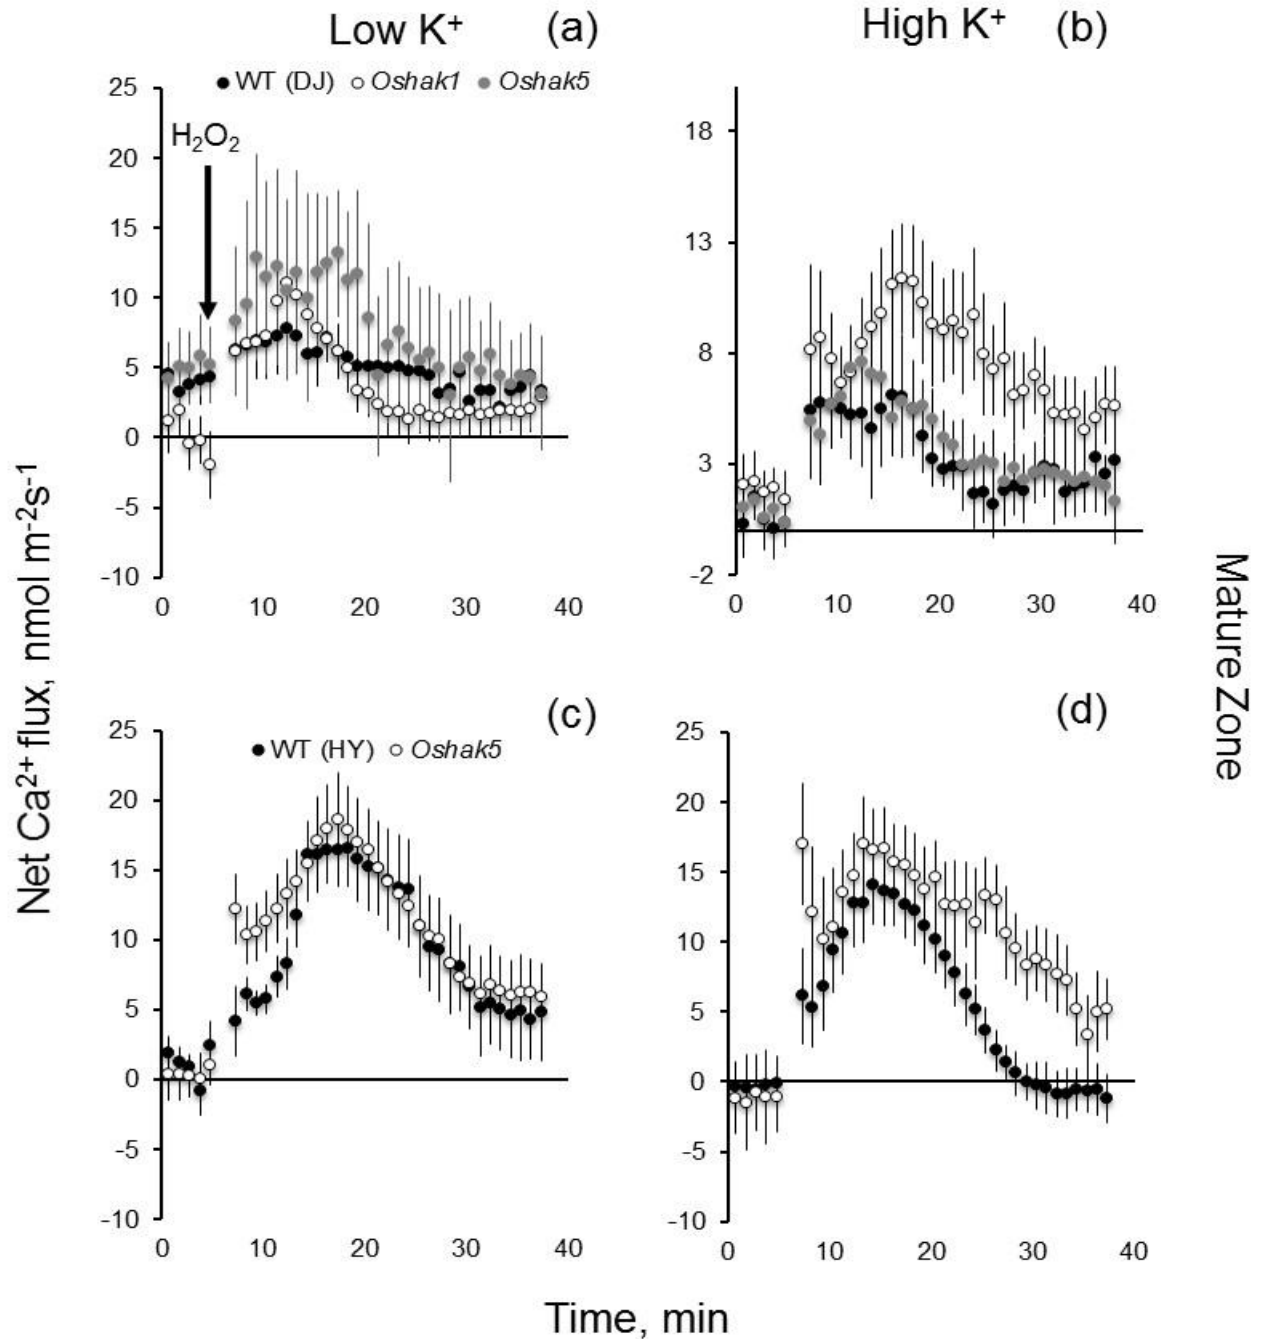 Low K⁺ (a)
High K⁺ (b)
WT (DJ) Oshak1 Oshak5
H₂O₂
25
20
15
10
5
0
-5
-10
0 10 20 30 40
18
13
8
3
-2
0 10 20 30 40
Net Ca²⁺ flux, nmol m⁻²s⁻¹
Mature Zone
(c)
WT (HY) Oshak5
25
20
15
10
5
0
-5
-10
0 10 20 30 40
(d)
25
20
15
10
5
0
-5
-10
0 10 20 30 40
Time, min